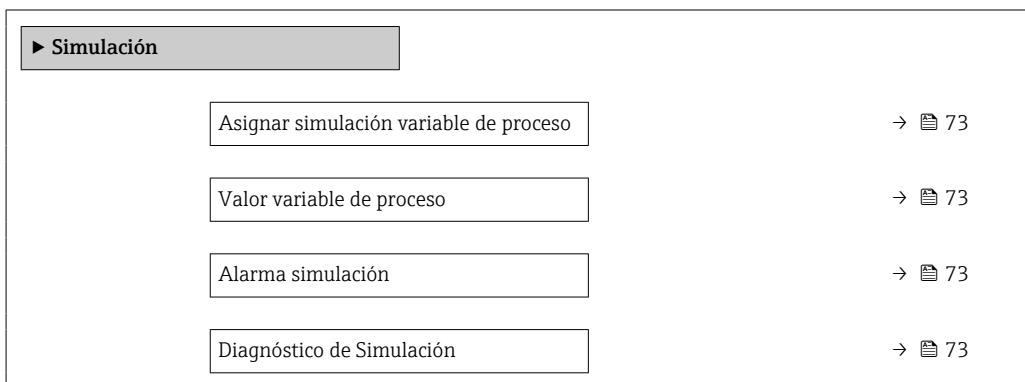 ▶ Simulación
Asignar simulación variable de proceso → 73
Valor variable de proceso → 73
Alarma simulación → 73
Diagnóstico de Simulación → 73